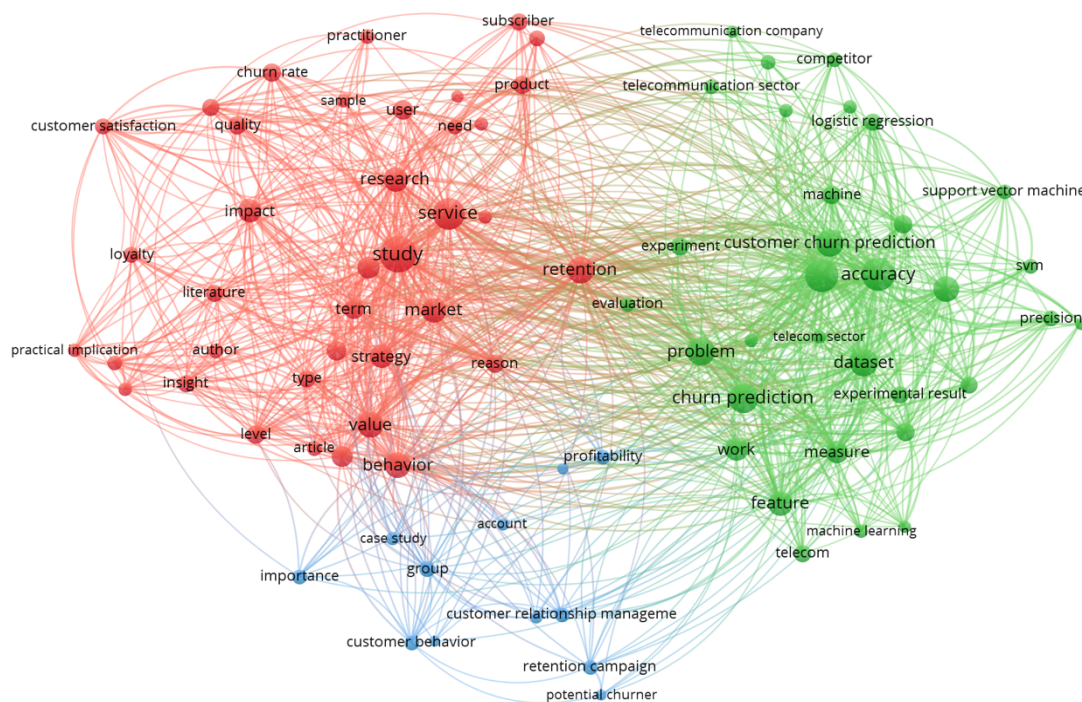 subscriber
telecommunication company
practitioner
competitor
churn rate
product
telecommunication sector
sample
user
customer satisfaction
quality
need
logistic regression
research
machine
support vector machine
impact
service
experiment
customer churn prediction
loyalty
study
retention
accuracy
svm
literature
term
market
evaluation
precision
practical implication
author
strategy
reason
problem
telecom sector
dataset
insight
type
churn prediction
experimental result
value
level
article
behavior
profitability
work
measure
feature
account
case study
machine learning
telecom
importance
group
customer relationship manageme
customer behavior
retention campaign
potential churner